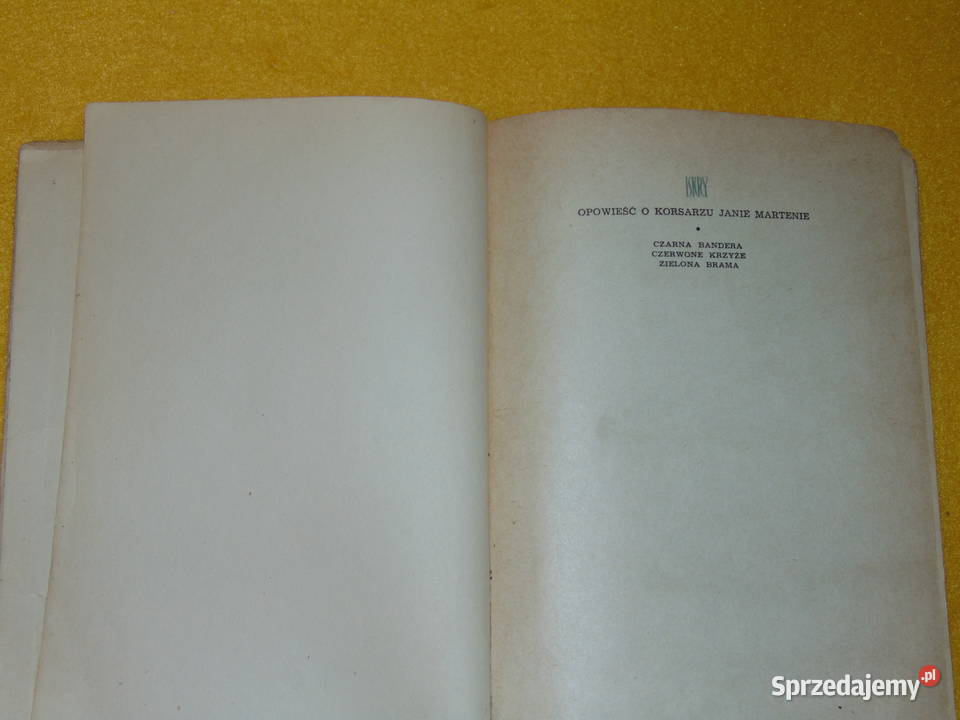 ISKRY
OPOWIEŚĆ O KORSARZU JANIE MARTENIE
•
CZARNA BANDERA
CZERWONE KRZYŻE
ZIELONA BRAMA
Sprzedajemy.pl